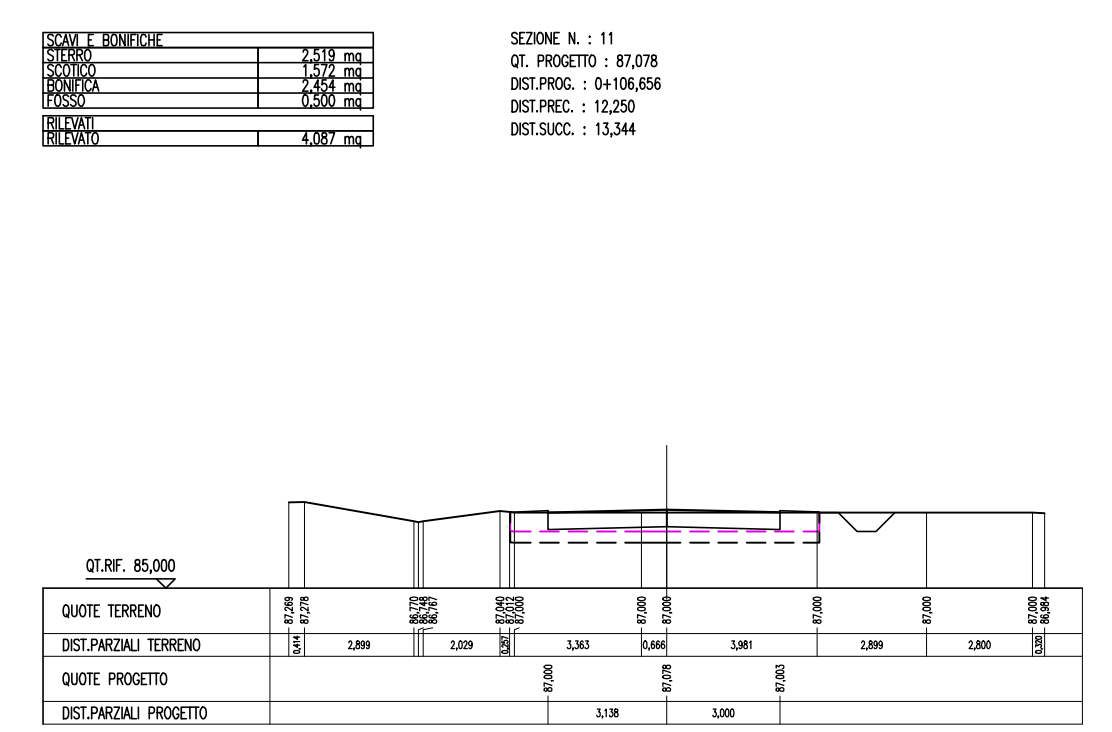 SCAVI E BONIFICHE
STERRO 2,519 mq
SCOTICO 1,572 mq
BONIFICA 2,454 mq
FOSSO 0,500 mq
RILEVATI
RILEVATO 4,087 mq
SEZIONE N. : 11
QT. PROGETTO : 87,078
DIST.PROG. : 0+106,656
DIST.PREC. : 12,250
DIST.SUCC. : 13,344
QT.RIF. 85,000
QUOTE TERRENO 87,269 87,278 86,770 86,748 86,767 87,040 87,012 87,000 87,000 87,000 87,000 87,000 87,000 86,984
DIST.PARZIALI TERRENO 0,414 2,899 2,029 0,257 3,363 0,666 3,981 2,899 2,800 0,320
QUOTE PROGETTO 87,000 87,078 87,003
DIST.PARZIALI PROGETTO 3,138 3,000